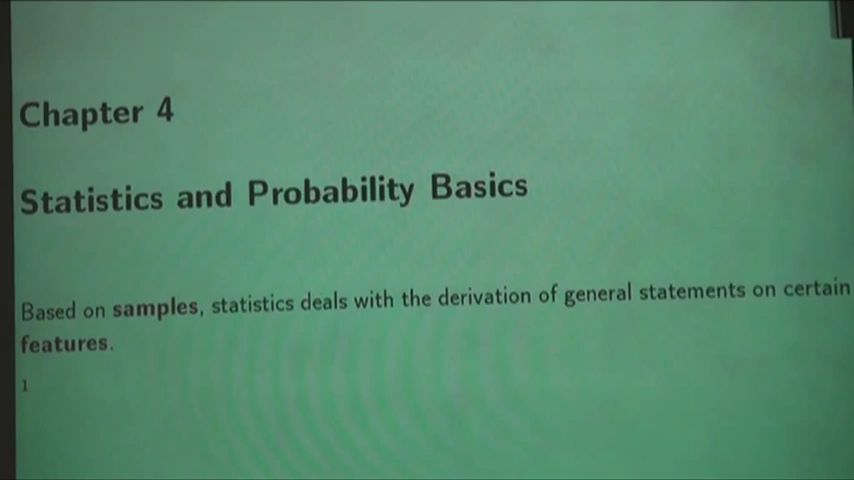 Chapter 4
Statistics and Probability Basics
Based on samples, statistics deals with the derivation of general statements on certain
features.
1